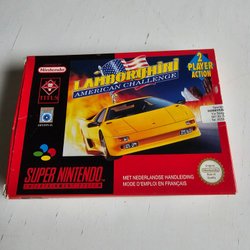 Nintendo
LAMBORGHINI
AMERICAN CHALLENGE
2
PLAYER
ACTION
TITUS
SUPER NINTENDO
ENTERTAINMENT SYSTEM
MET NEDERLANDSE HANDLEIDING
MODE D'EMPLOI EN FRANÇAIS